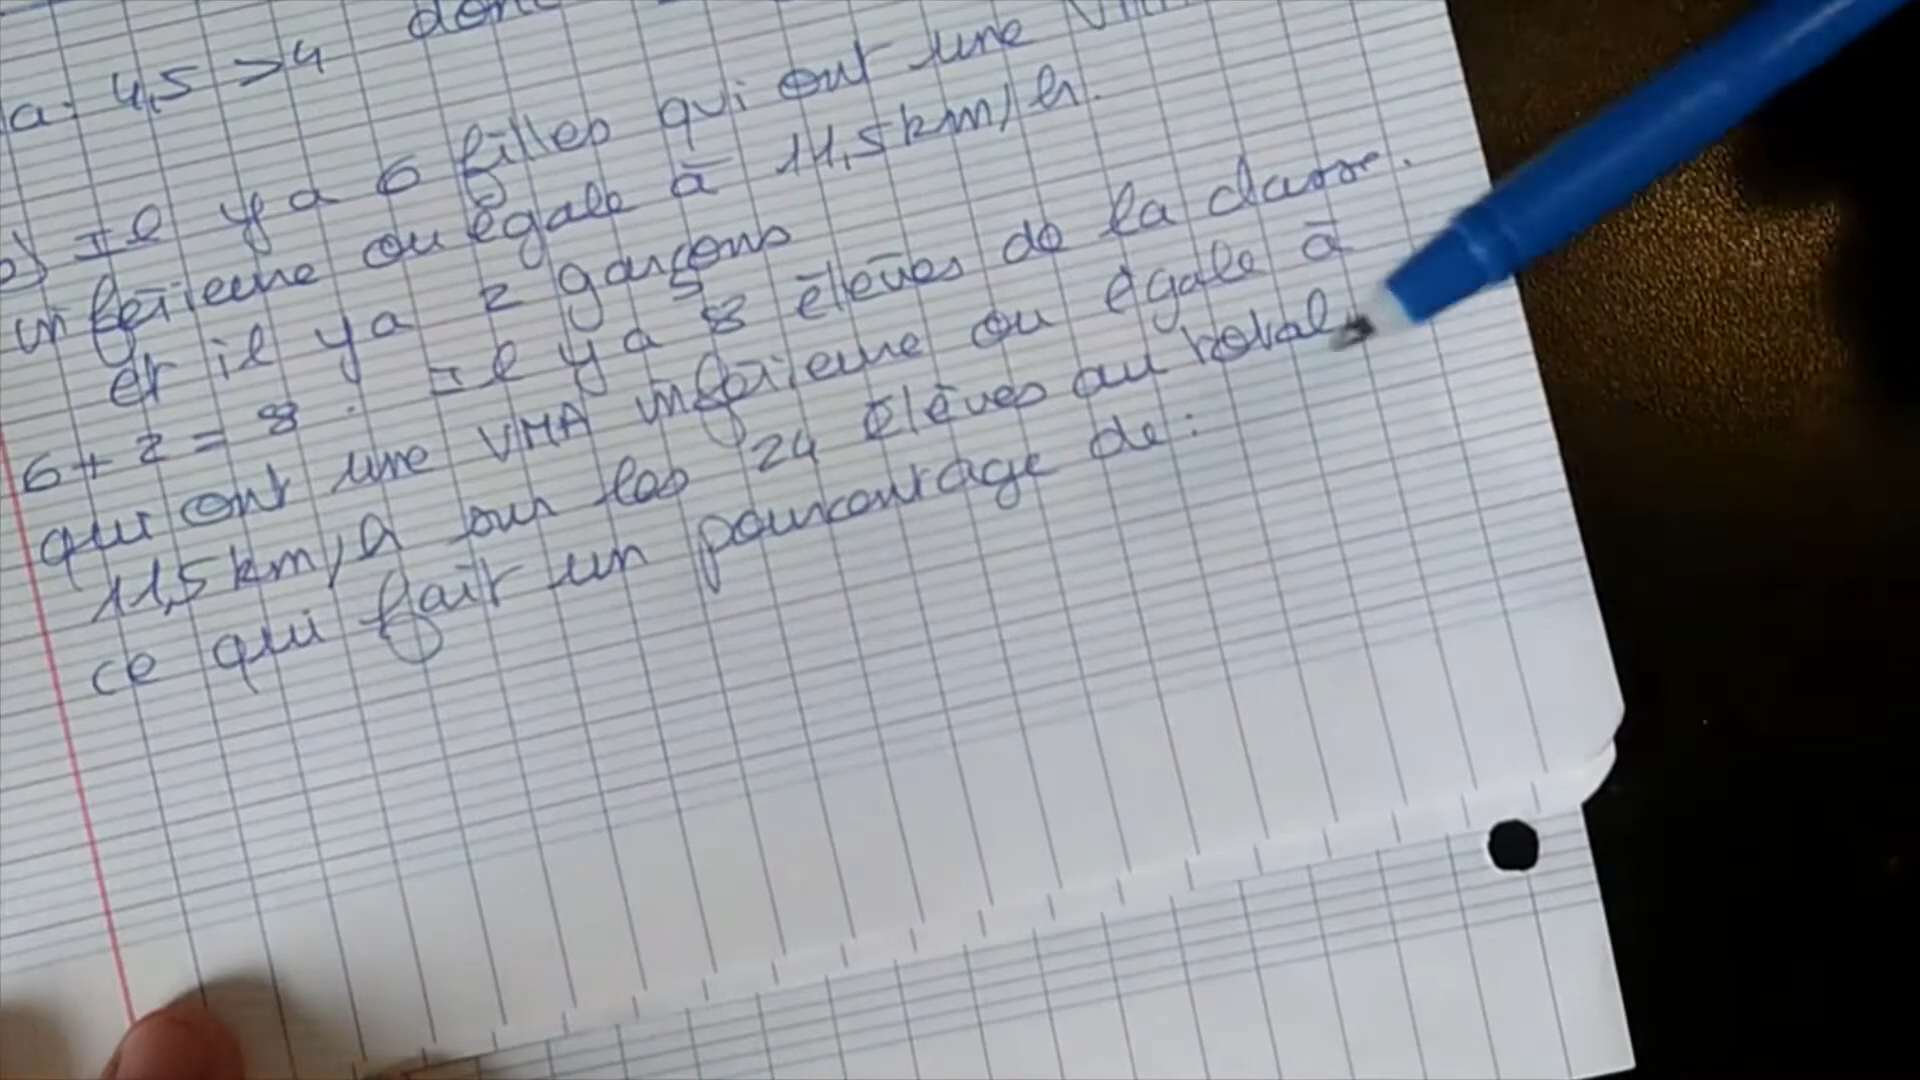 a : 4,5 > 4 donc
Il y a 6 filles qui ont une VMA
inférieure ou égale à 11,5 km/h.
et il y a 2 garçons
6 + 2 = 8. Il y a 8 élèves de la classe.
qui ont une VMA inférieure ou égale à
11,5 km/h sur les 24 élèves au total
ce qui fait un pourcentage de :